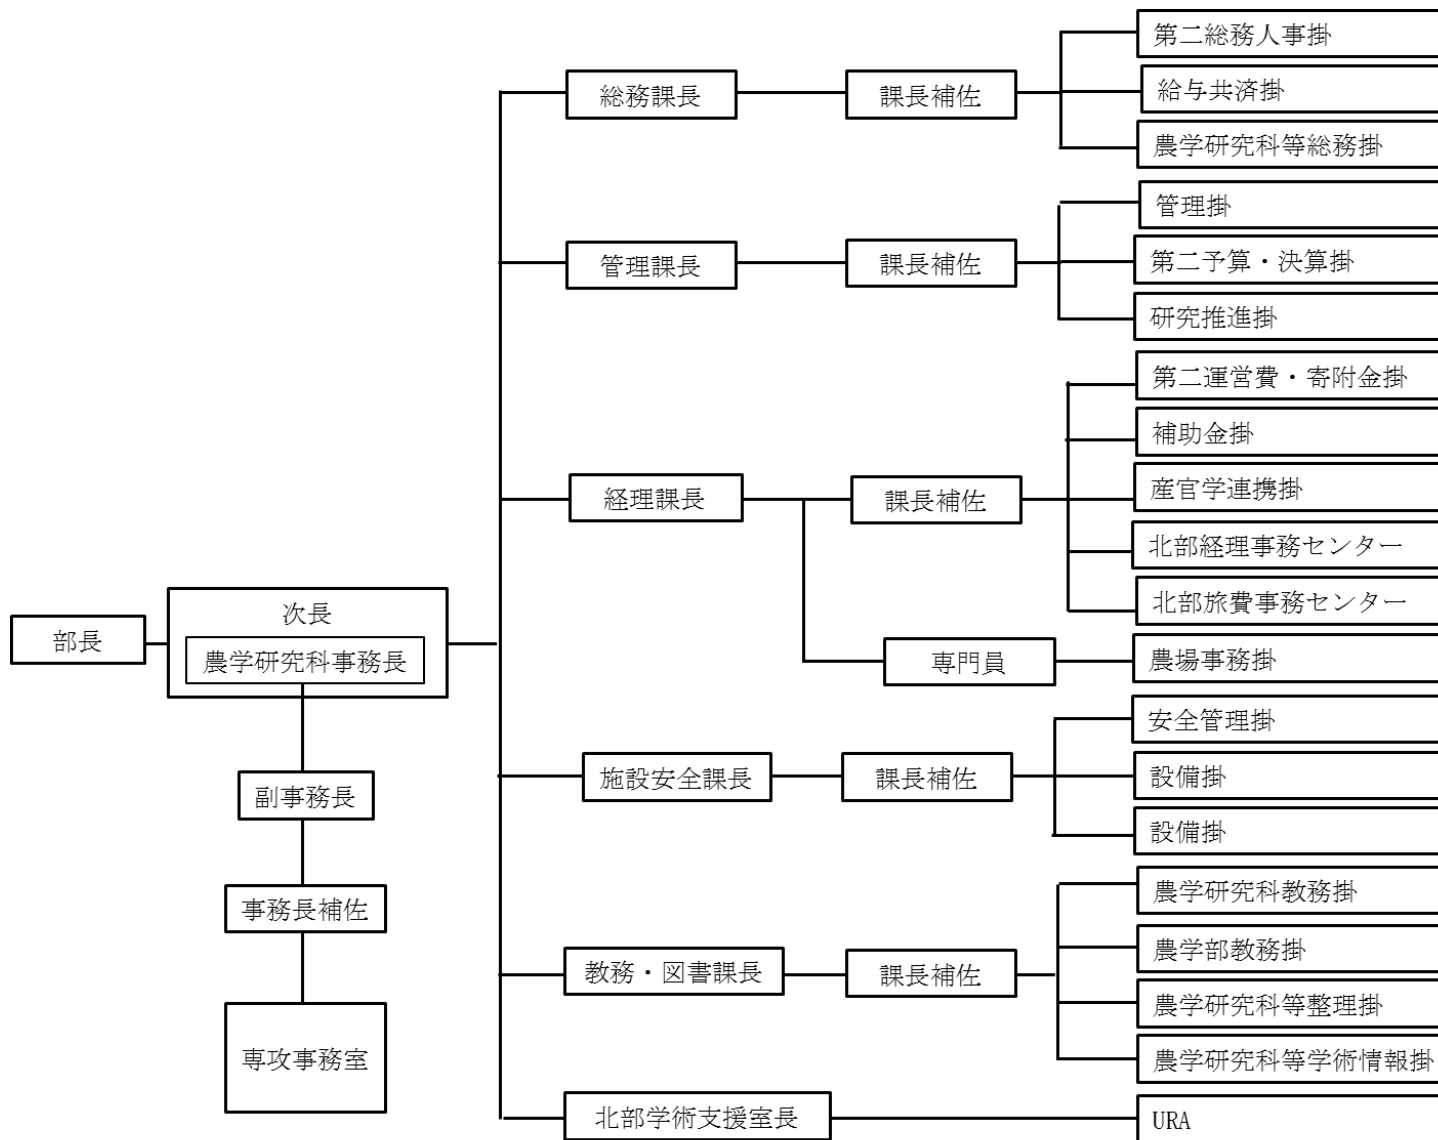 部長
次長
農学研究科事務長
副事務長
事務長補佐
専攻事務室
総務課長
課長補佐
第二総務人事掛
給与共済掛
農学研究科等総務掛
管理課長
課長補佐
管理掛
第二予算・決算掛
研究推進掛
経理課長
課長補佐
第二運営費・寄附金掛
補助金掛
産官学連携掛
北部経理事務センター
北部旅費事務センター
専門員
農場事務掛
施設安全課長
課長補佐
安全管理掛
設備掛
設備掛
教務・図書課長
課長補佐
農学研究科教務掛
農学部教務掛
農学研究科等整理掛
農学研究科等学術情報掛
北部学術支援室長
URA